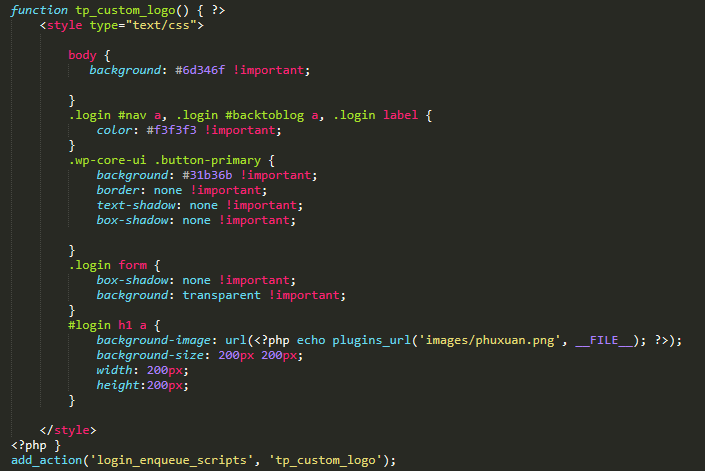 function tp_custom_logo() { ?>
<style type="text/css">
body {
background: #6d346f !important;
}
.login #nav a, .login #backtoblog a, .login label {
color: #f3f3f3 !important;
}
.wp-core-ui .button-primary {
background: #31b36b !important;
border: none !important;
text-shadow: none !important;
box-shadow: none !important;
}
.login form {
box-shadow: none !important;
background: transparent !important;
}
#login h1 a {
background-image: url(<?php echo plugins_url('images/phuxuan.png', __FILE__); ?>);
background-size: 200px 200px;
width: 200px;
height:200px;
}
</style>
<?php }
add_action('login_enqueue_scripts', 'tp_custom_logo');